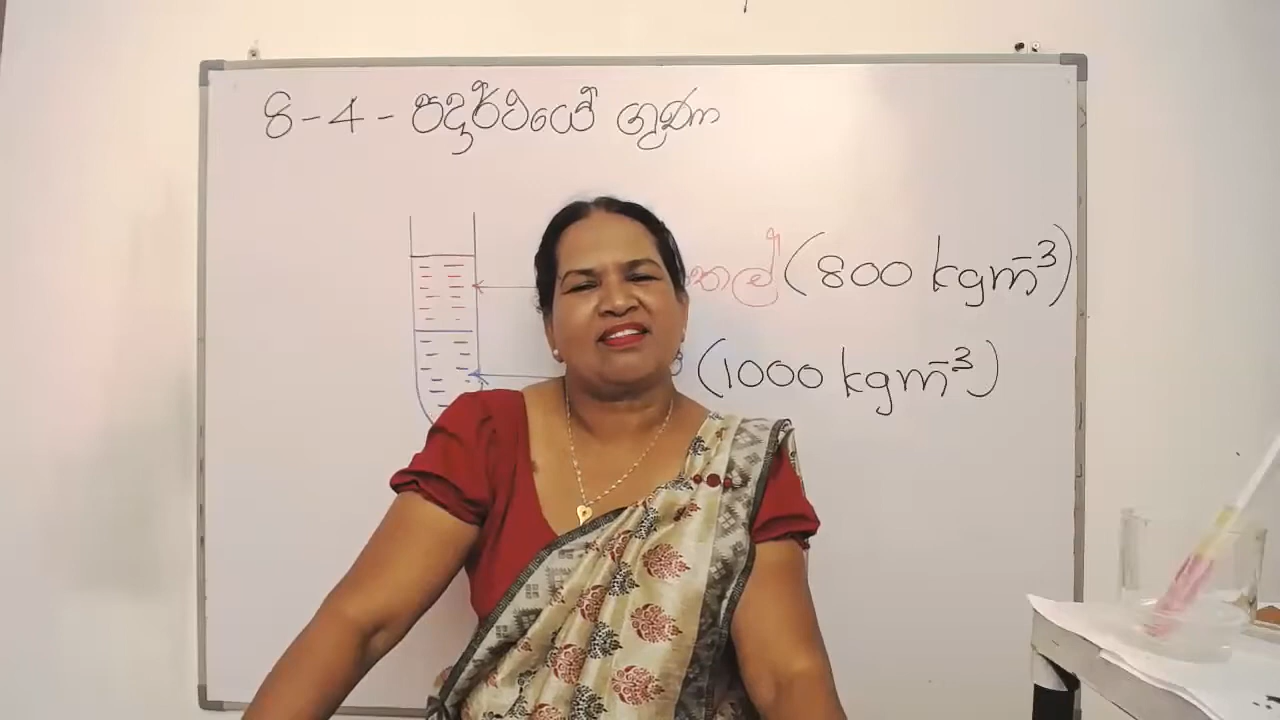 8 - 4 - පදාර්ථයේ ගුණ
තෙල් (800 kgm⁻³)
(1000 kgm⁻³)